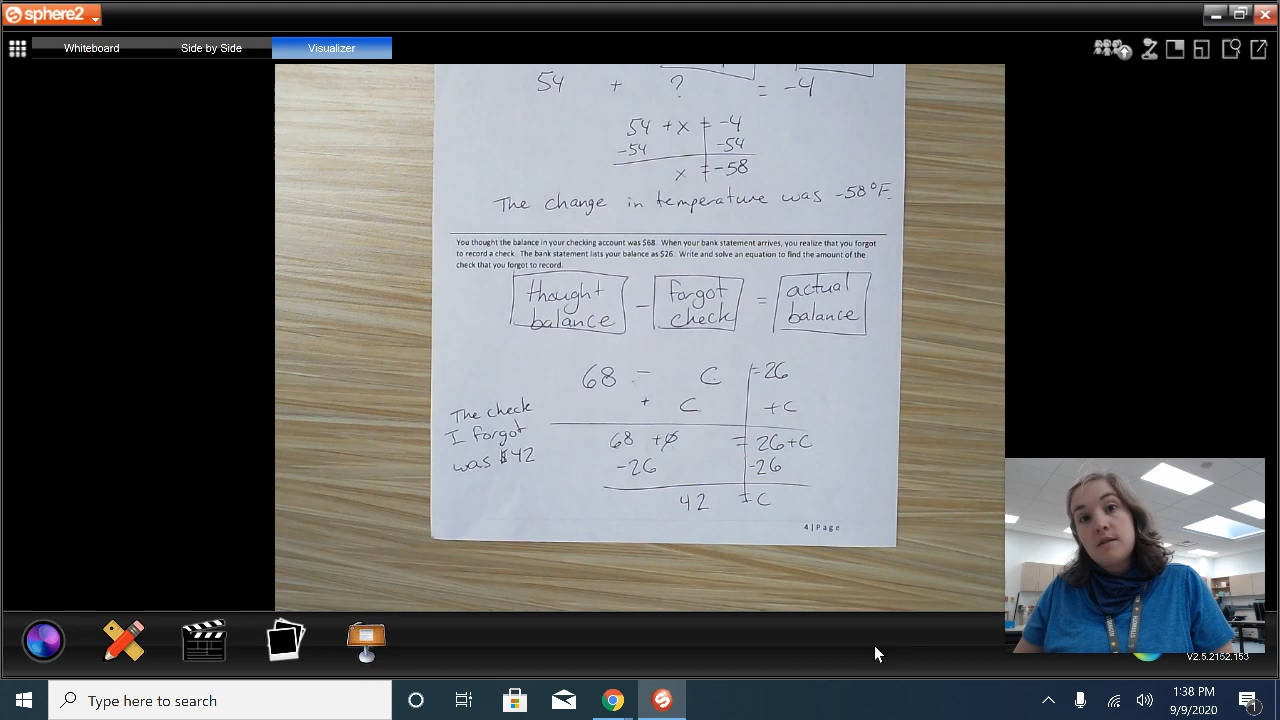 sphere2
Whiteboard Side by Side Visualizer
54 + ? = -4
54 + x = -4
-54 -54
x = -58
The change in temperature was -58°F.
You thought the balance in your checking account was $68. When your bank statement arrives, you realize that you forgot
to record a check. The bank statement lists your balance as $26. Write and solve an equation to find the amount of the
check that you forgot to record.
thought balance - forgot check = actual balance
68 - C = 26
+ C +C
The check
I forgot
was $42
68 + 0 = 26+C
-26 -26
42 = C
4 | Page
V2.5.2162.153
Type here to search
1:38 PM
9/9/2020
1